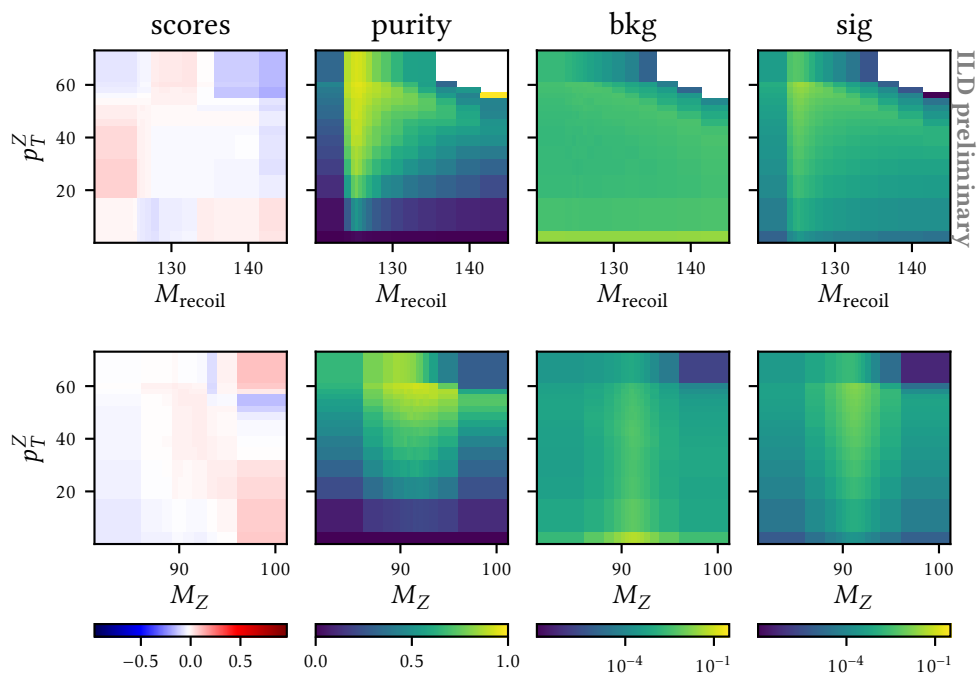 scores purity bkg sig
ILD preliminary
60
40
20
p_T^Z
130 140 130 140 130 140 130 140
M_recoil M_recoil M_recoil M_recoil
60
40
20
p_T^Z
90 100 90 100 90 100 90 100
M_Z M_Z M_Z M_Z
−0.5 0.0 0.5 0.0 0.5 1.0 10^−4 10^−1 10^−4 10^−1